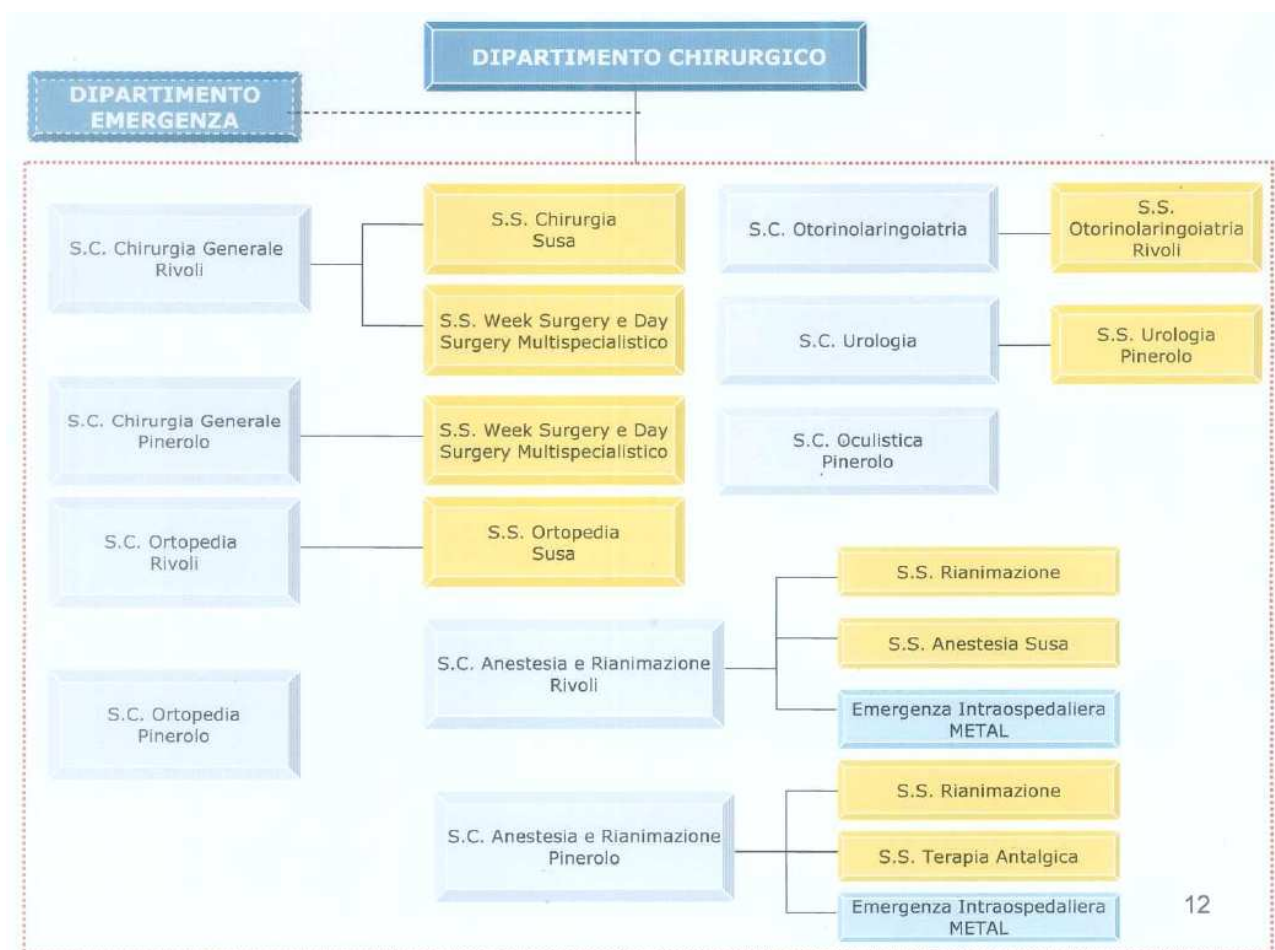 DIPARTIMENTO CHIRURGICO
DIPARTIMENTO
EMERGENZA
S.C. Chirurgia Generale
Rivoli
S.S. Chirurgia
Susa
S.S. Week Surgery e Day
Surgery Multispecialistico
S.C. Chirurgia Generale
Pinerolo
S.S. Week Surgery e Day
Surgery Multispecialistico
S.C. Ortopedia
Rivoli
S.S. Ortopedia
Susa
S.C. Ortopedia
Pinerolo
S.C. Otorinolaringoiatria
S.S.
Otorinolaringoiatria
Rivoli
S.C. Urologia
S.S. Urologia
Pinerolo
S.C. Oculistica
Pinerolo
S.C. Anestesia e Rianimazione
Rivoli
S.S. Rianimazione
S.S. Anestesia Susa
Emergenza Intraospedaliera
METAL
S.C. Anestesia e Rianimazione
Pinerolo
S.S. Rianimazione
S.S. Terapia Antalgica
Emergenza Intraospedaliera
METAL
12